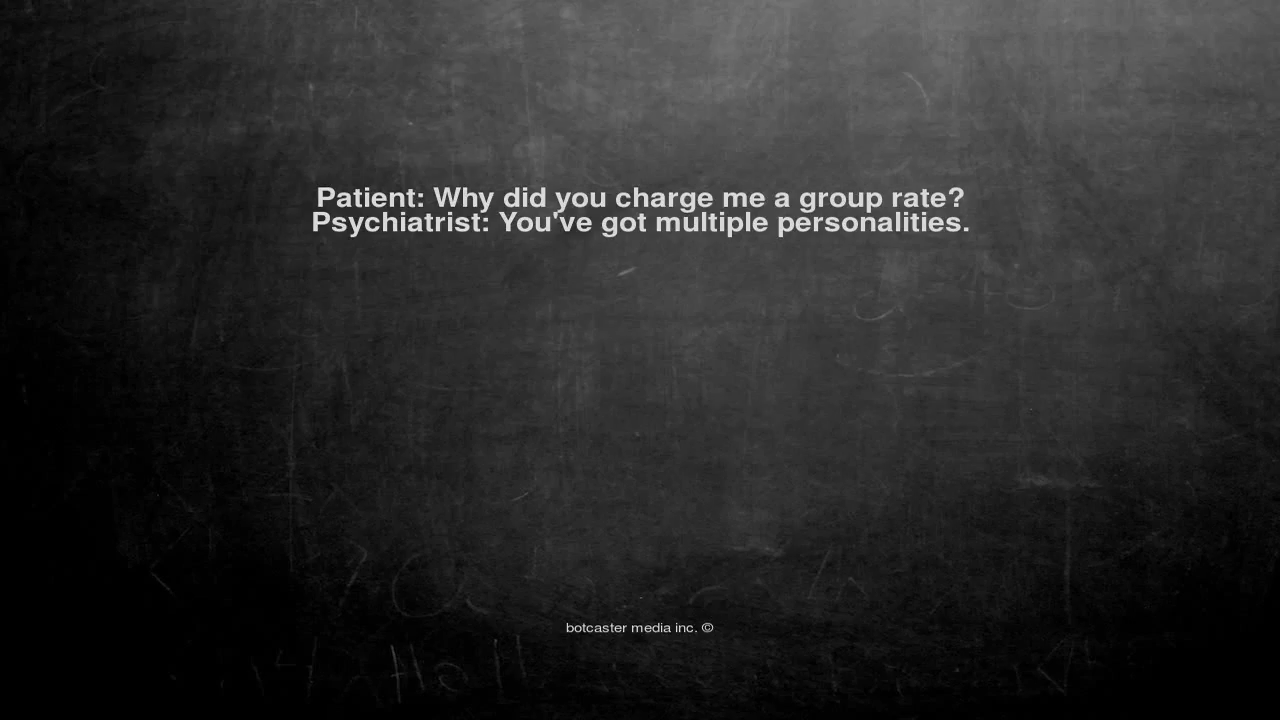 Patient: Why did you charge me a group rate?
Psychiatrist: You've got multiple personalities.
botcaster media inc. ©